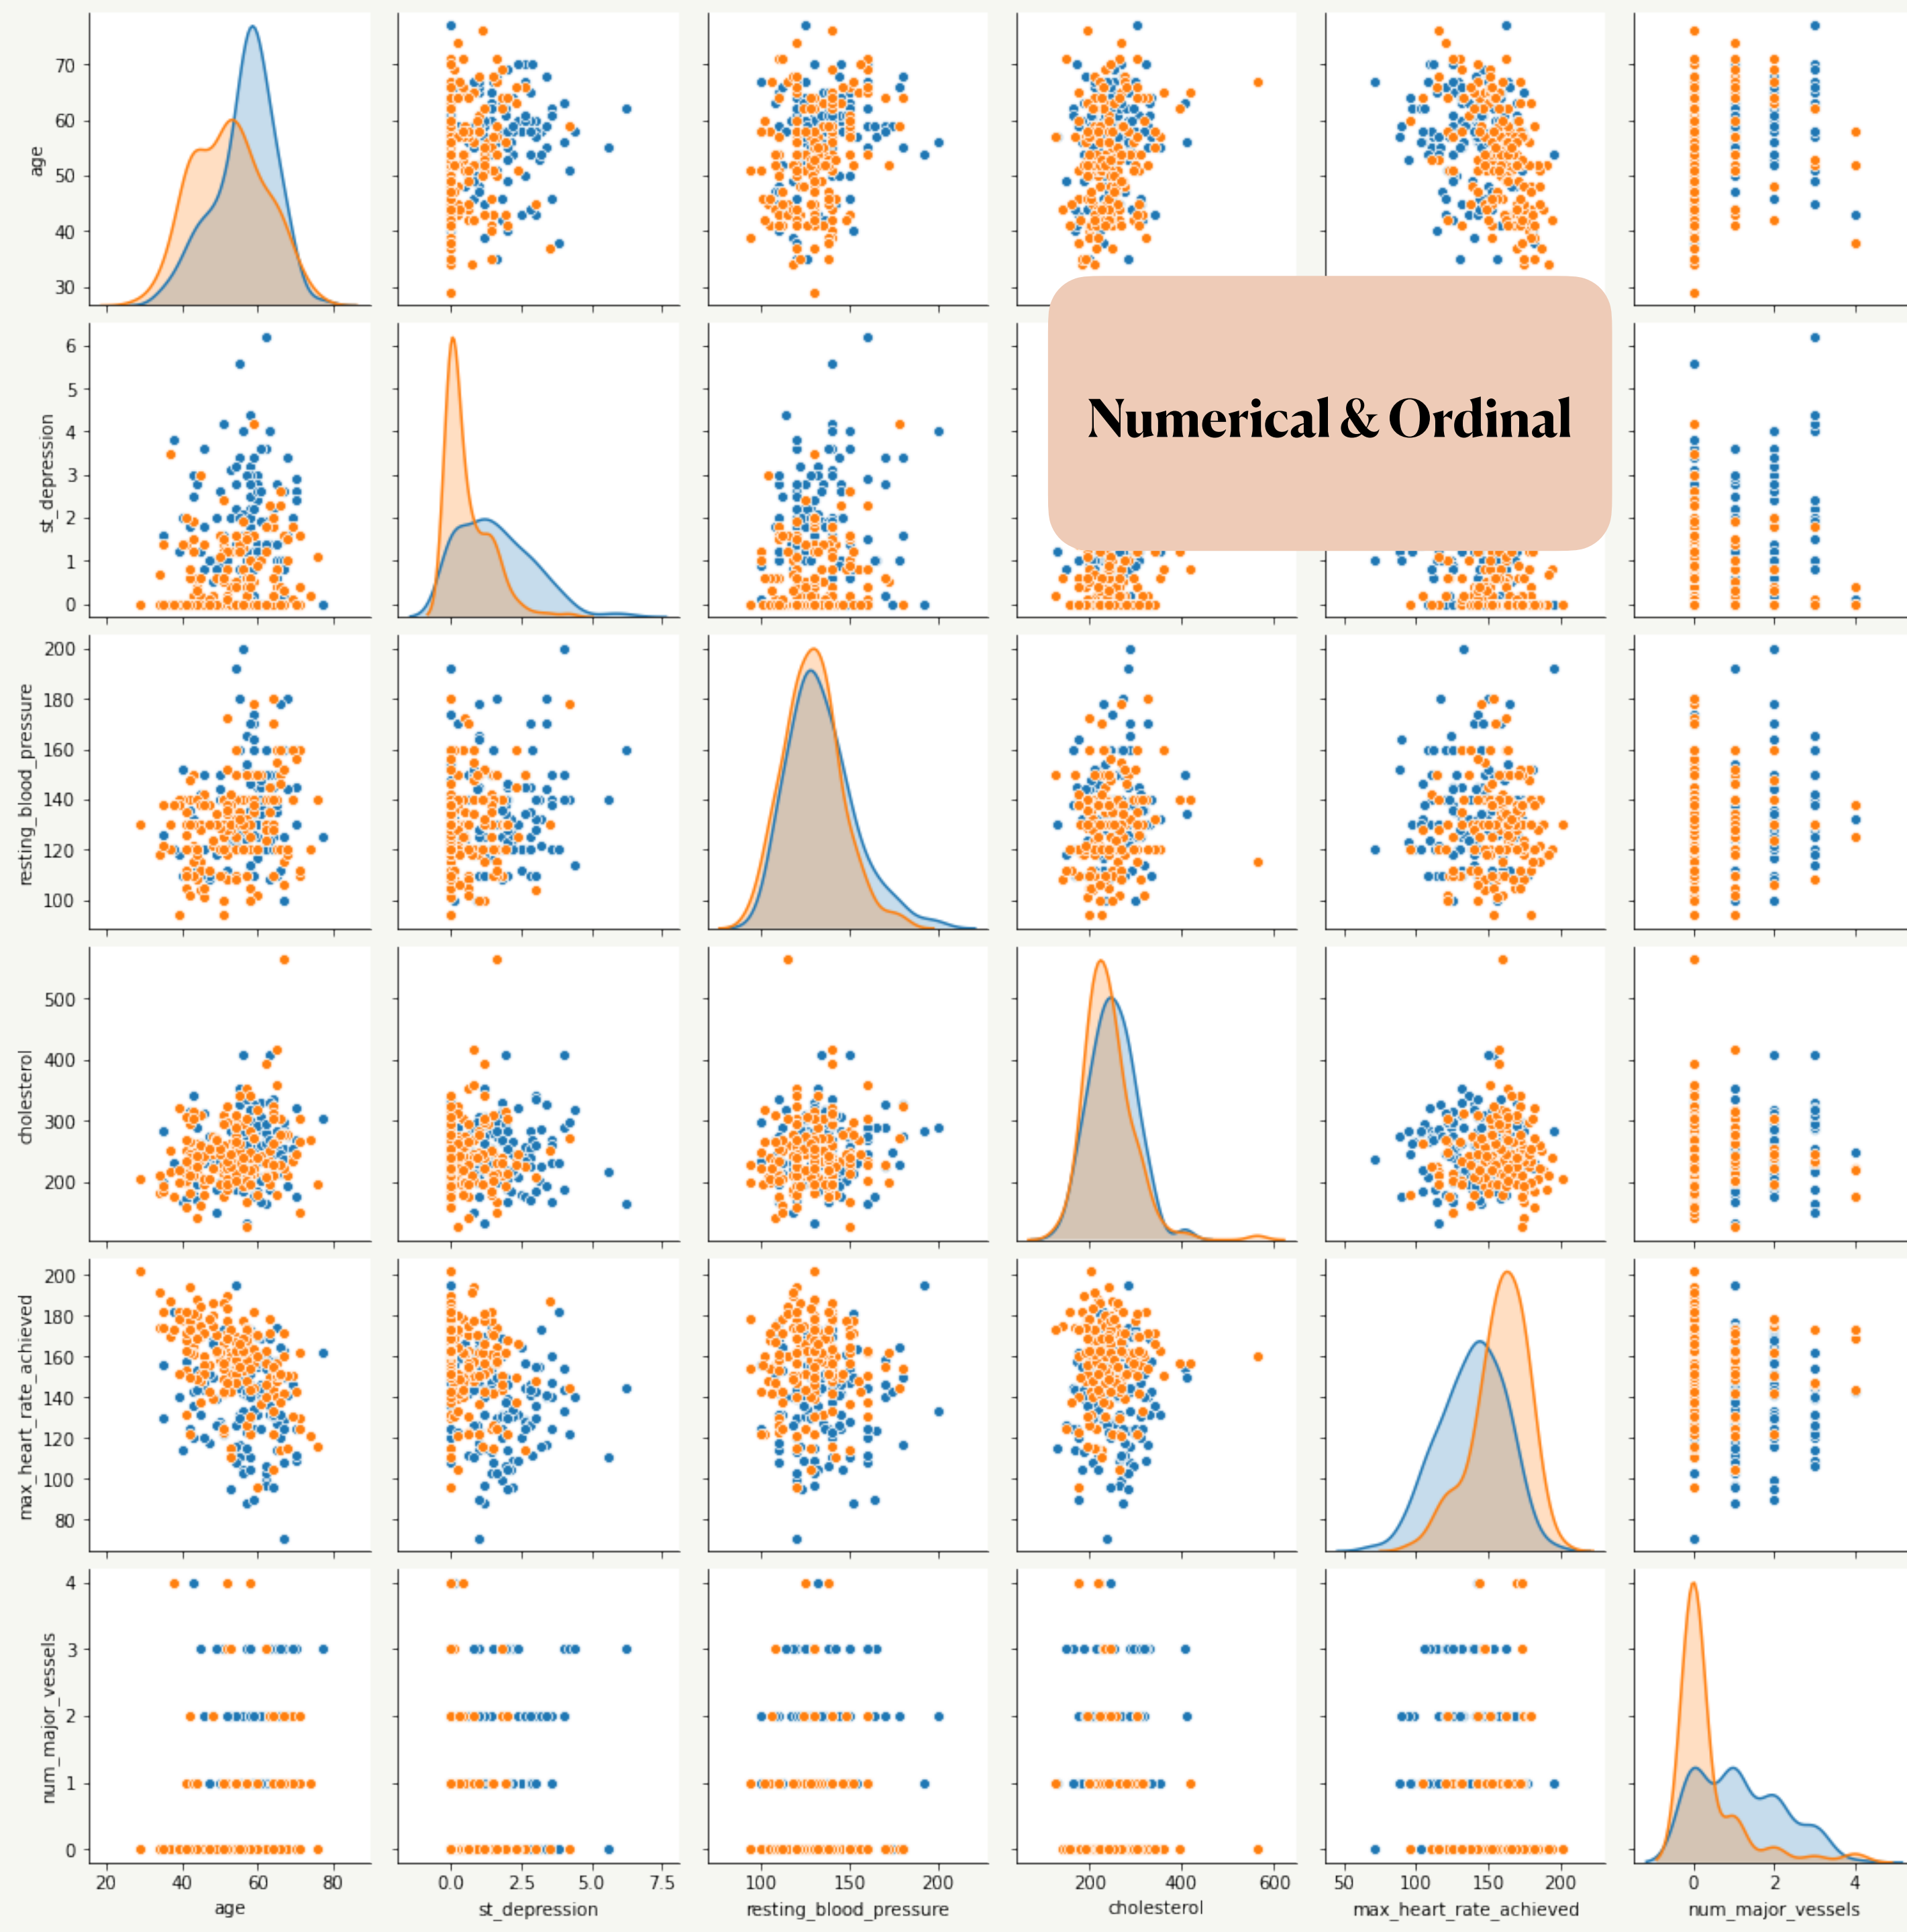 age
70
60
50
40
30
st_depression
6
5
4
3
2
1
0
Numerical & Ordinal
resting_blood_pressure
200
180
160
140
120
100
cholesterol
500
400
300
200
max_heart_rate_achieved
200
180
160
140
120
100
80
num_major_vessels
4
3
2
1
0
20 40 60 80
0.0 2.5 5.0 7.5
100 150 200
200 400 600
50 100 150 200
0 2 4
age
st_depression
resting_blood_pressure
cholesterol
max_heart_rate_achieved
num_major_vessels